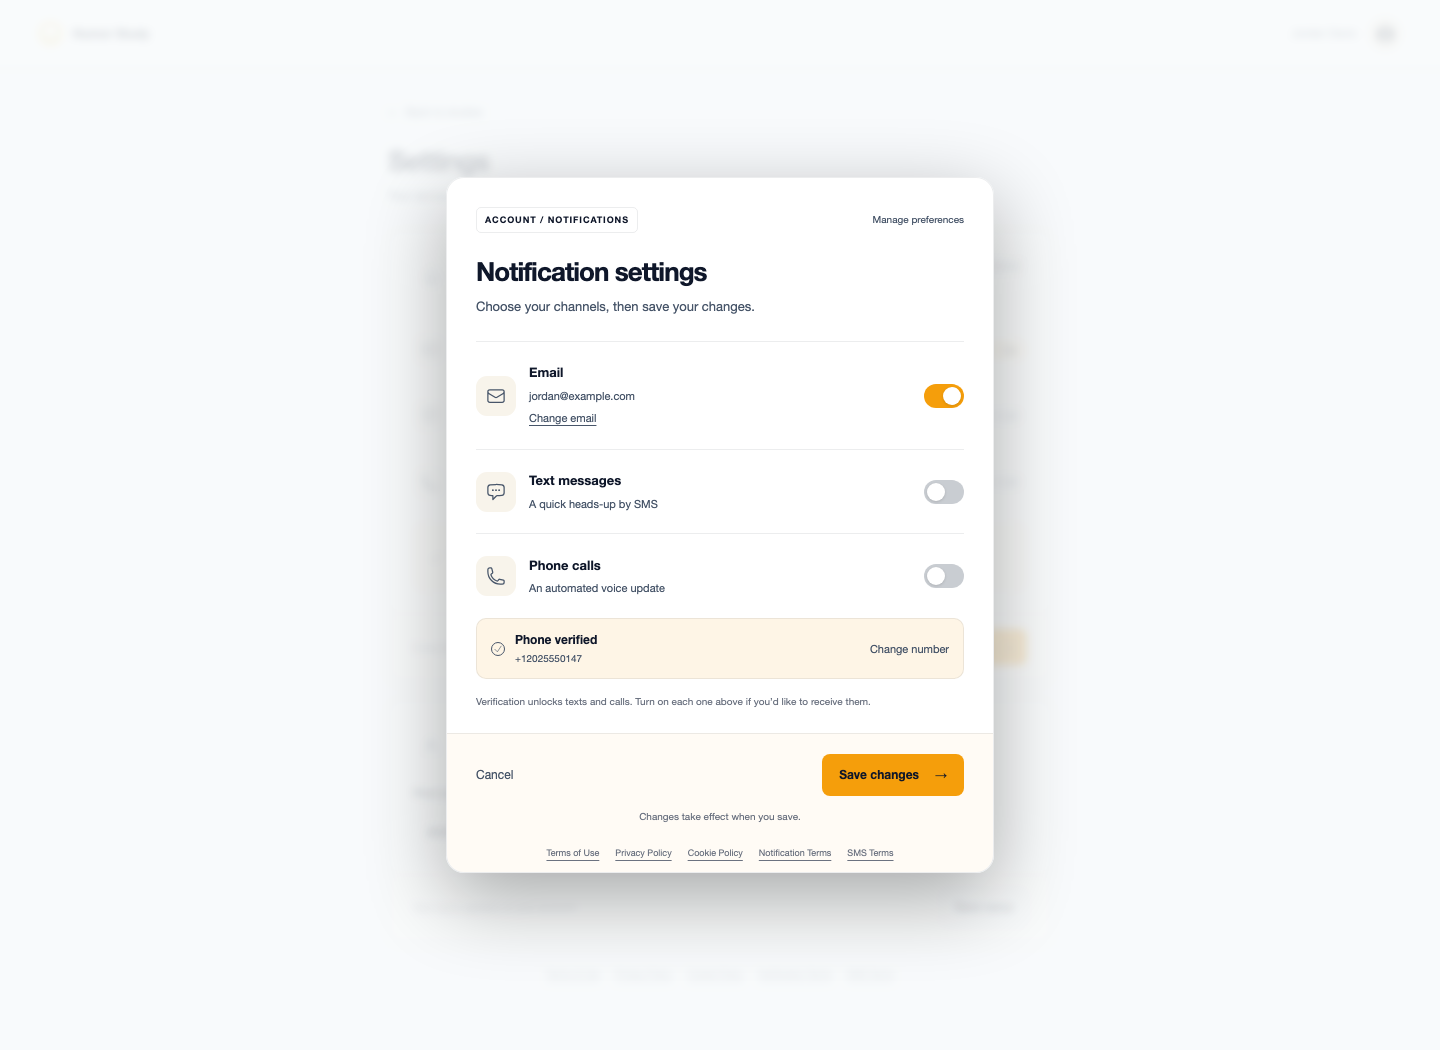 Settings
ACCOUNT / NOTIFICATIONS
Manage preferences
Notification settings
Choose your channels, then save your changes.
Email
jordan@example.com
Change email
Text messages
A quick heads-up by SMS
Phone calls
An automated voice update
Phone verified
+12025550147
Change number
Verification unlocks texts and calls. Turn on each one above if you’d like to receive them.
Cancel
Save changes →
Changes take effect when you save.
Terms of Use Privacy Policy Cookie Policy Notification Terms SMS Terms